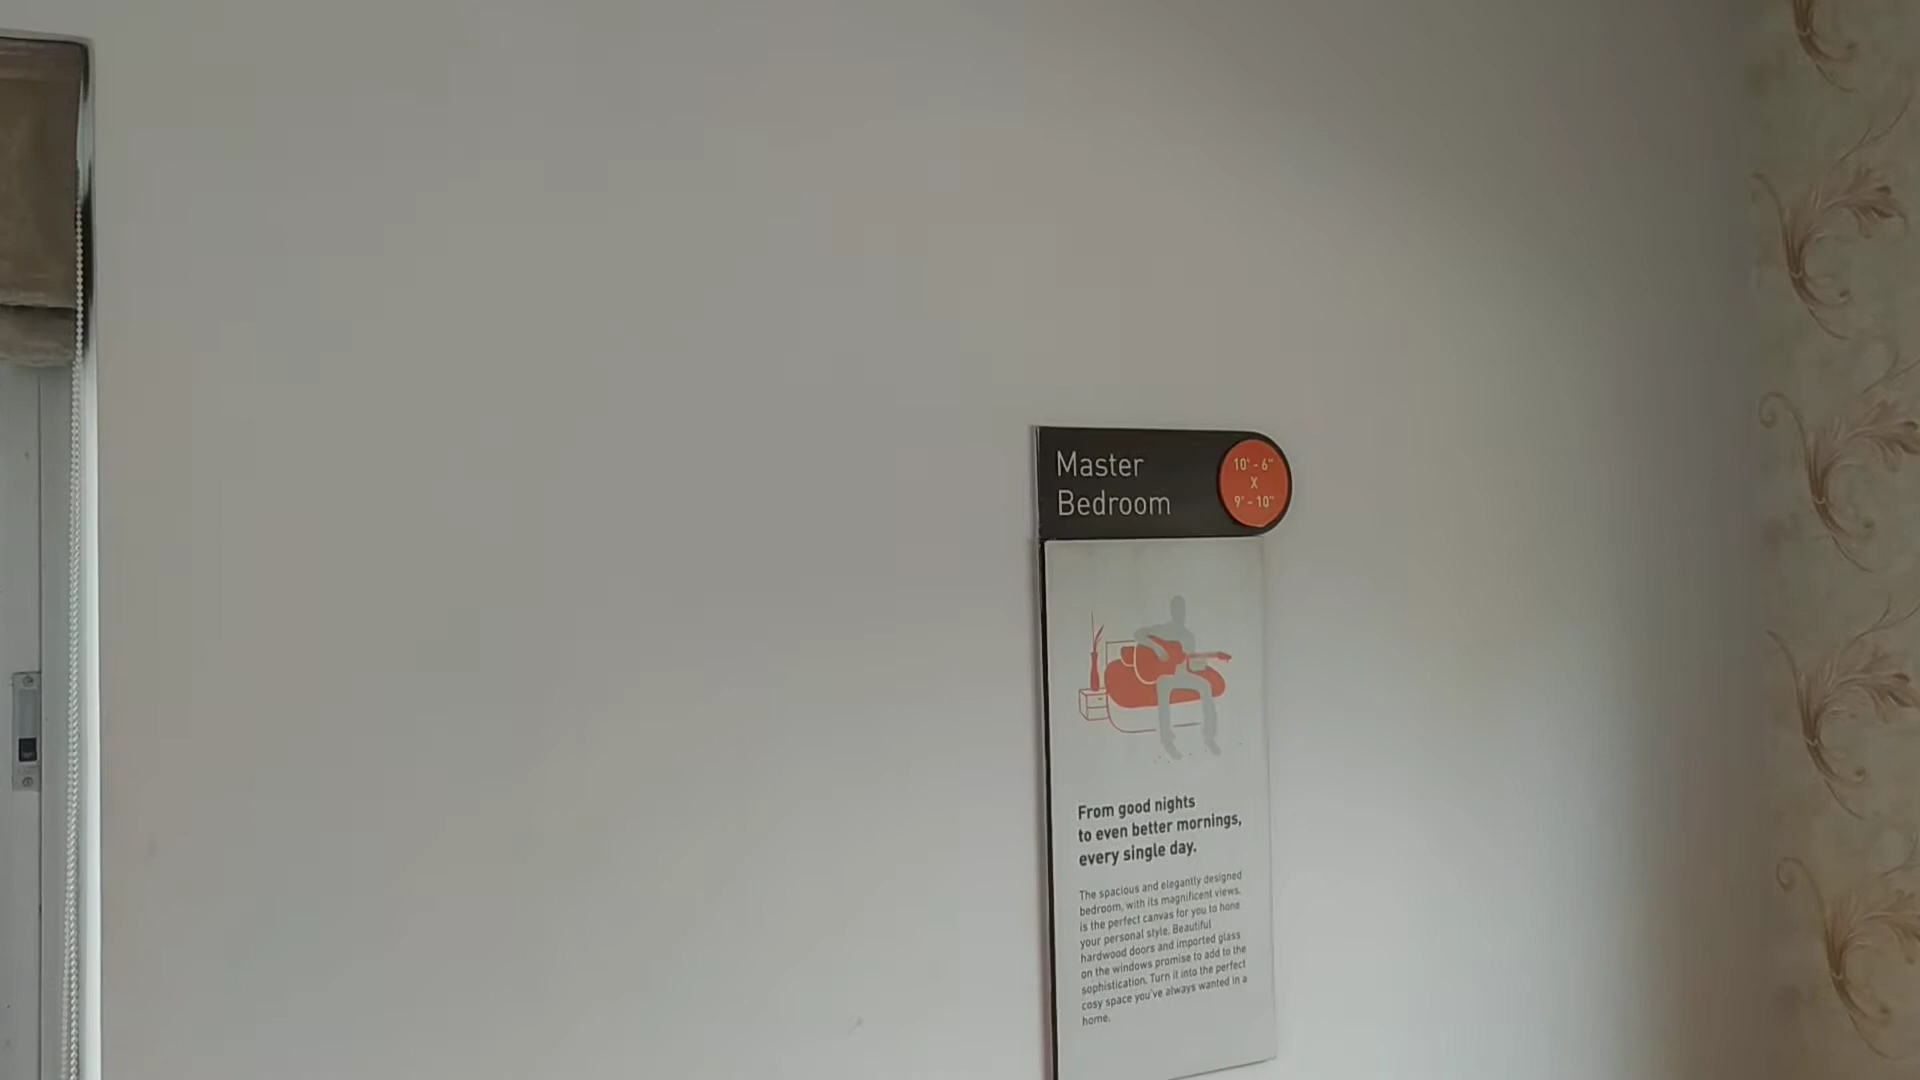 Master
Bedroom
10' - 6"
X
9' - 10"
From good nights
to even better mornings,
every single day.
The spacious and elegantly designed
bedroom, with its magnificent views,
is the perfect canvas for you to hone
your personal style. Beautiful
hardwood doors and imported glass
on the windows promise to add to the
sophistication. Turn it into the perfect
cosy space you've always wanted in a
home.